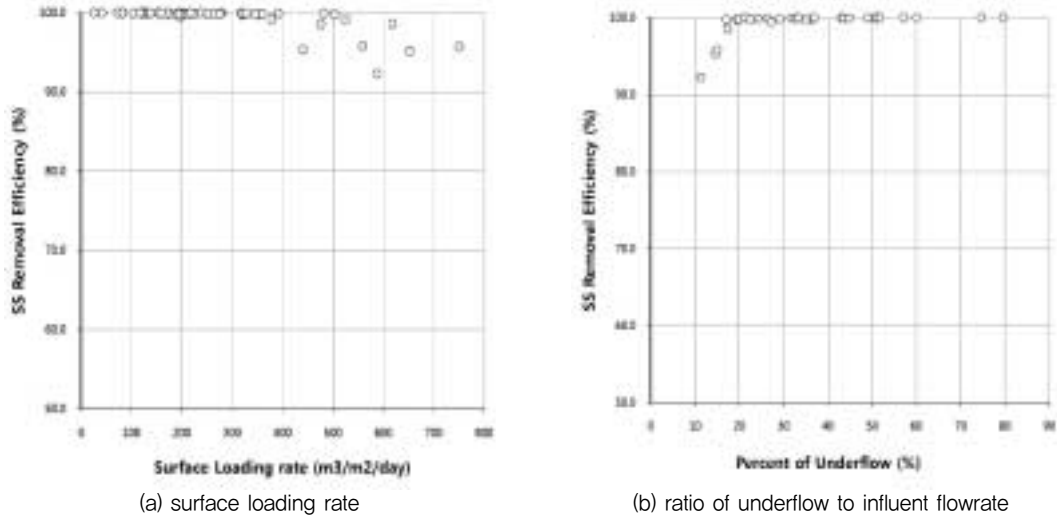 SS Removal Efficiency (%)
100.0
90.0
80.0
70.0
60.0
50.0
0 100 200 300 400 500 600 700 800
Surface Loading rate (m3/m2/day)
(a) surface loading rate
SS Removal Efficiency (%)
100.0
90.0
80.0
70.0
60.0
50.0
0 10 20 30 40 50 60 70 80 90
Percent of Underflow (%)
(b) ratio of underflow to influent flowrate